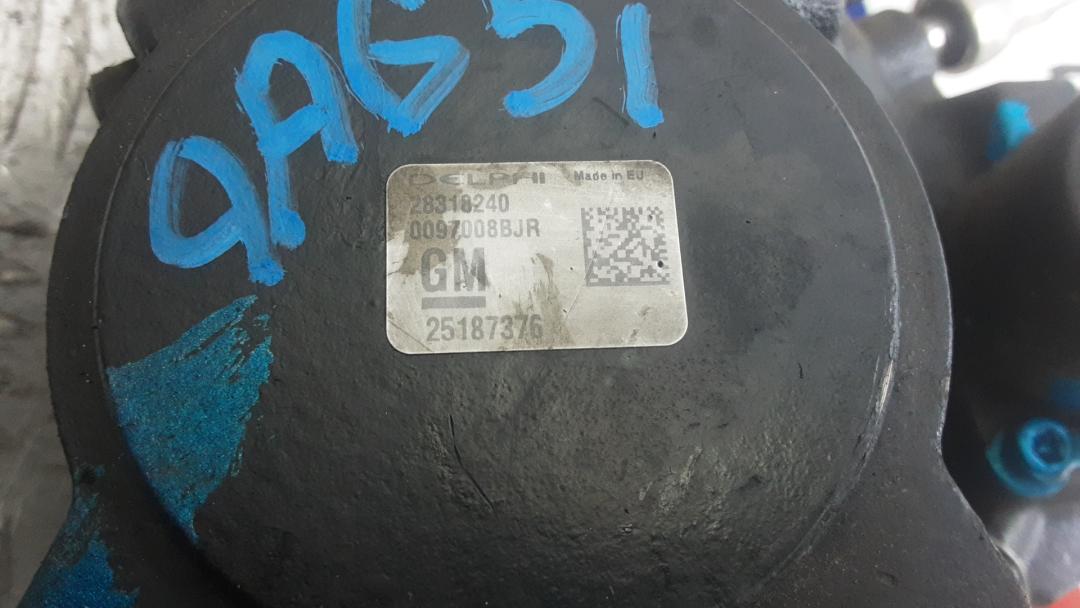 9AG51
DELPHI Made in EU
28318240
0097008BJR
GM
25187376